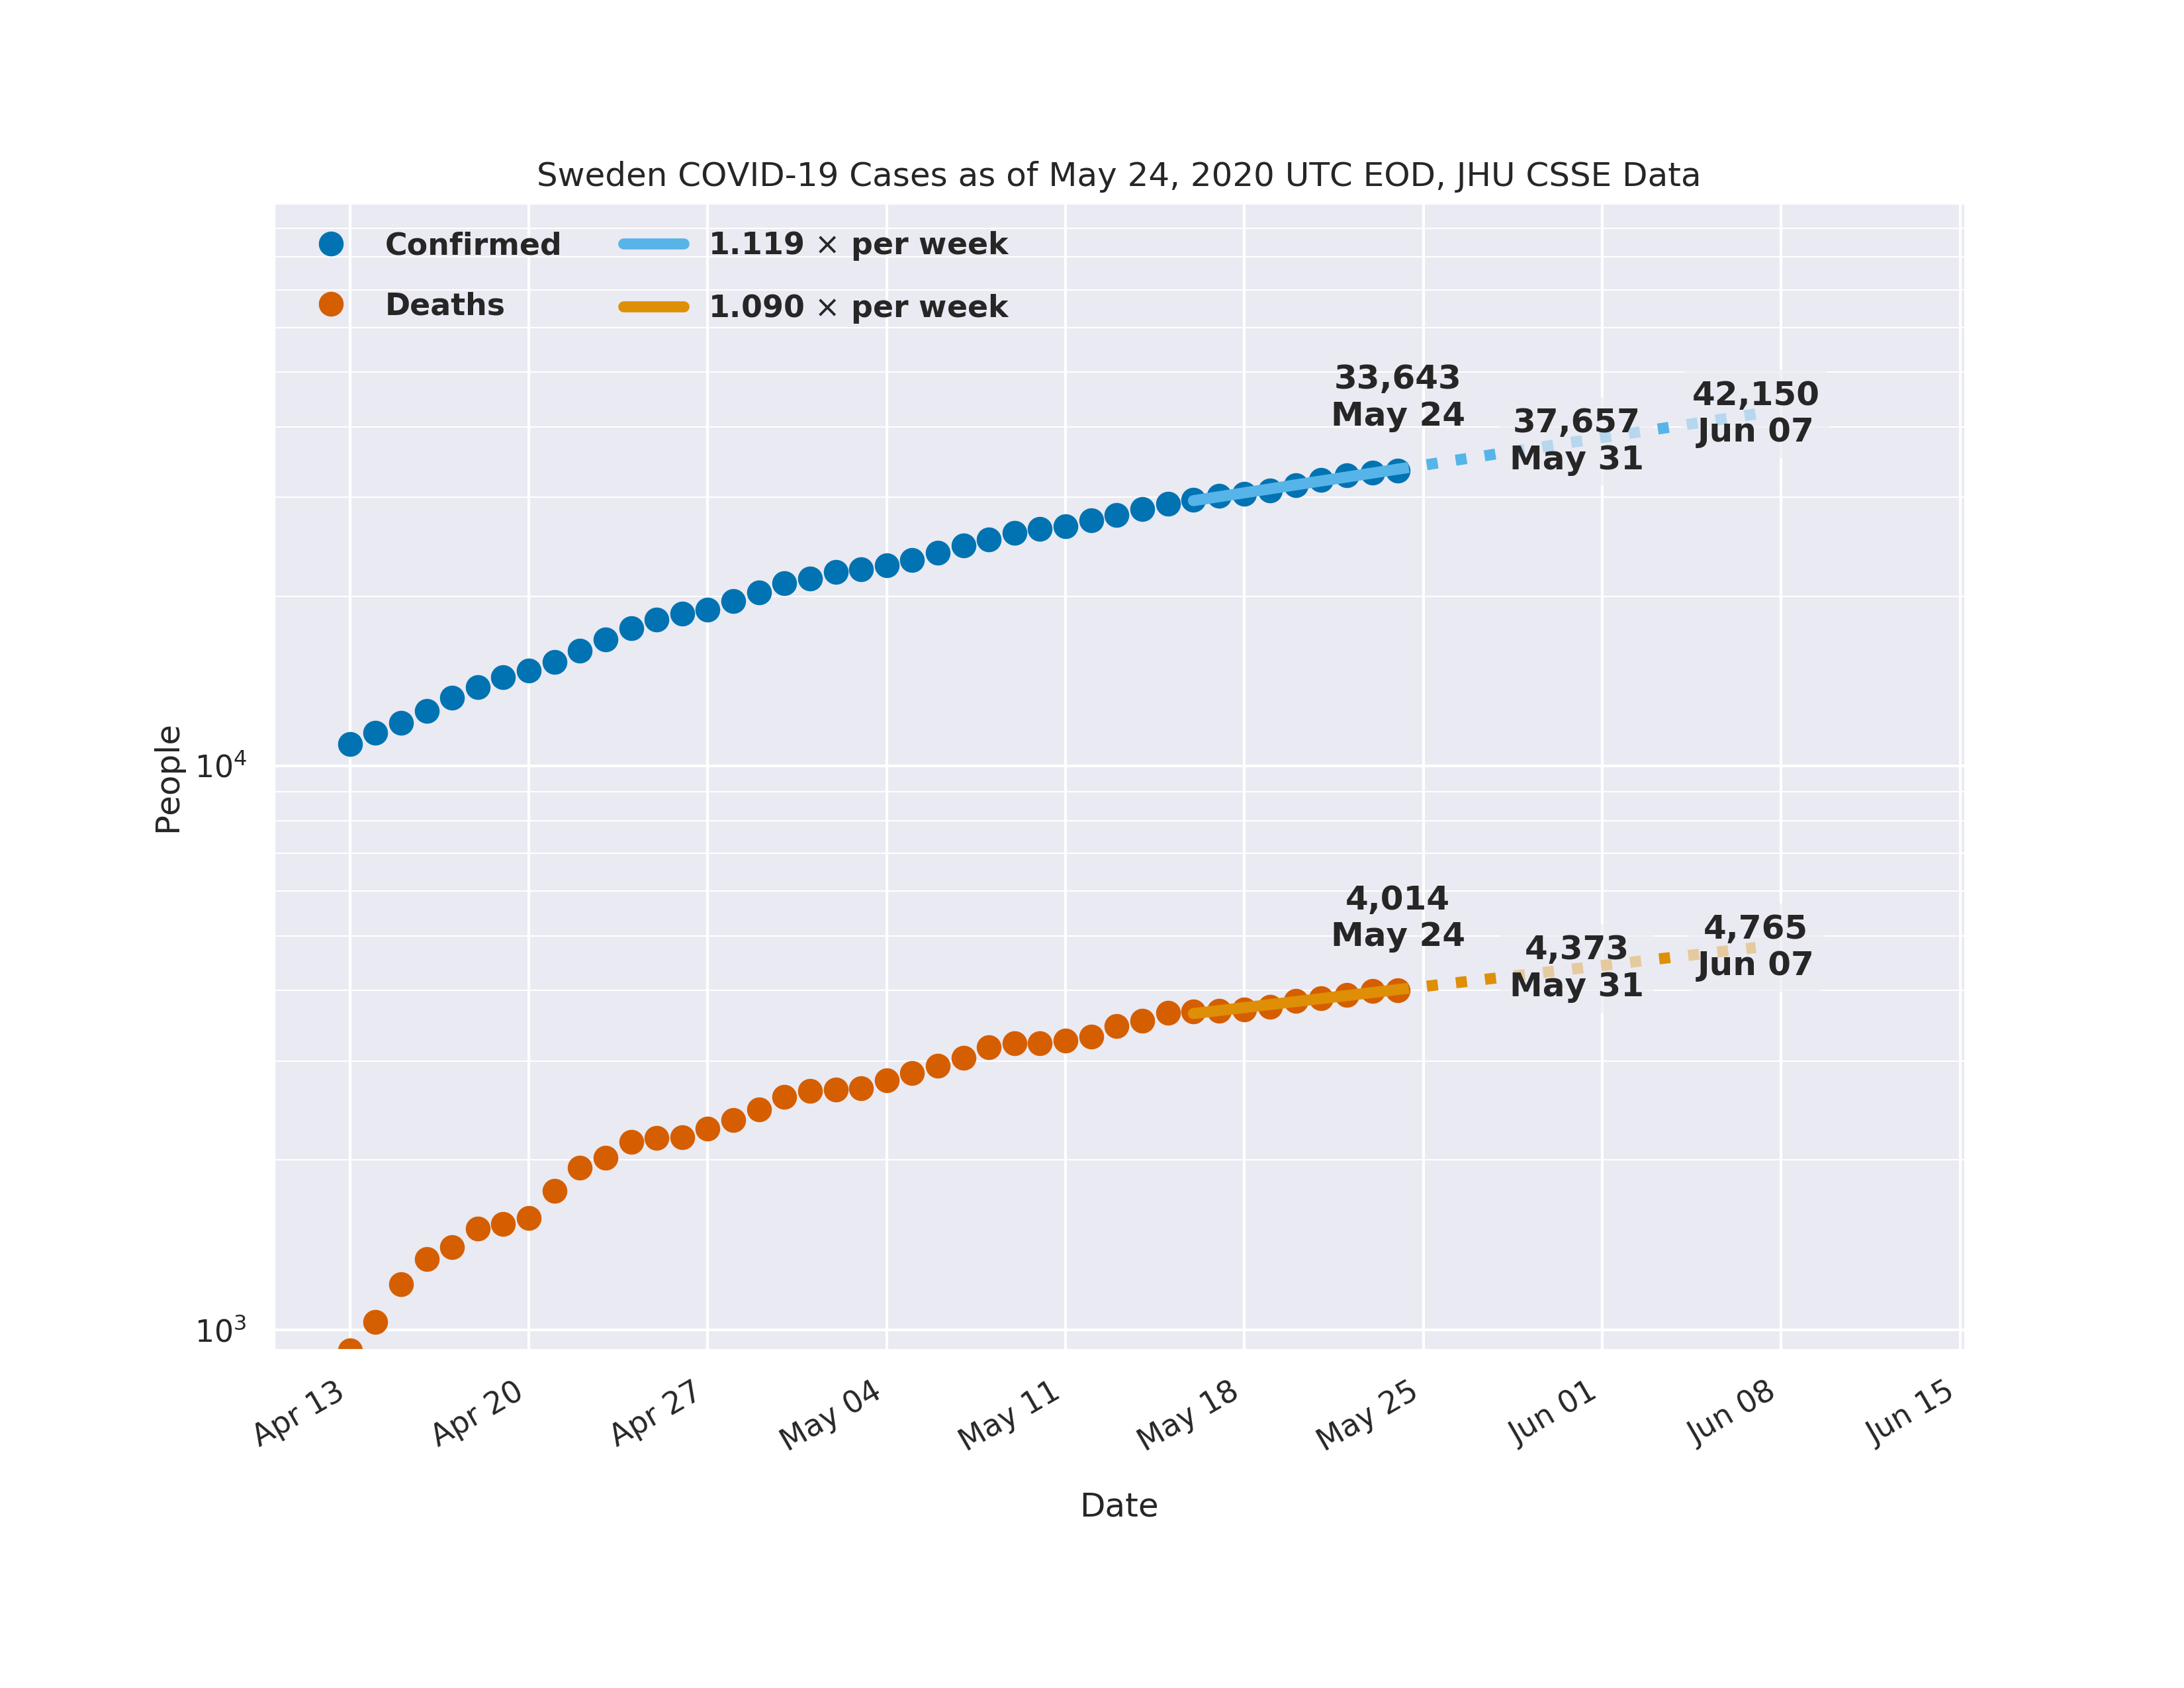 Sweden COVID-19 Cases as of May 24, 2020 UTC EOD, JHU CSSE Data
Confirmed
Deaths
1.119 × per week
1.090 × per week
33,643
May 24
37,657
May 31
42,150
Jun 07
4,014
May 24
4,373
May 31
4,765
Jun 07
People
10⁴
10³
Apr 13
Apr 20
Apr 27
May 04
May 11
May 18
May 25
Jun 01
Jun 08
Jun 15
Date